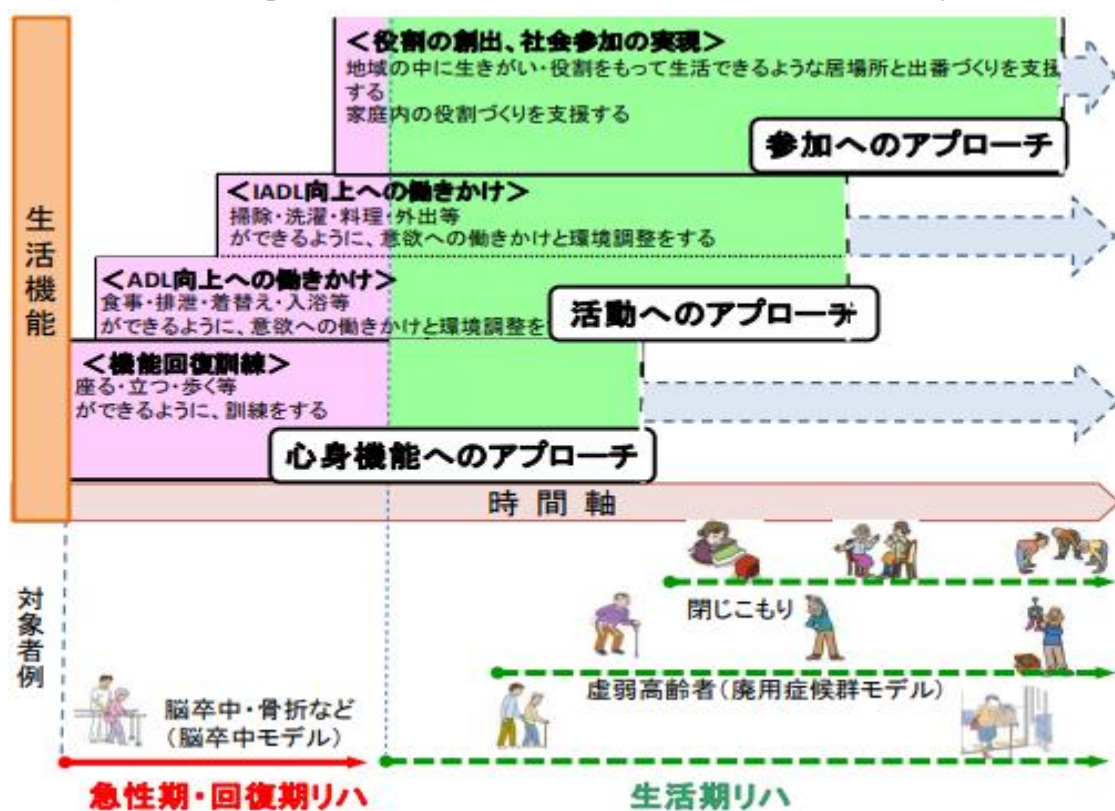 ＜役割の創出、社会参加の実現＞
地域の中に生きがい・役割をもって生活できるような居場所と出番づくりを支援
する
家庭内の役割づくりを支援する
参加へのアプローチ
＜IADL向上への働きかけ＞
掃除・洗濯・料理・外出等
ができるように、意欲への働きかけと環境調整をする
＜ADL向上への働きかけ＞
食事・排泄・着替え・入浴等
ができるように、意欲への働きかけと環境調整を
活動へのアプローチ
＜機能回復訓練＞
座る・立つ・歩く等
ができるように、訓練をする
心身機能へのアプローチ
生活機能
時間軸
対象者例
閉じこもり
虚弱高齢者（廃用症候群モデル）
脳卒中・骨折など
（脳卒中モデル）
急性期・回復期リハ
生活期リハ